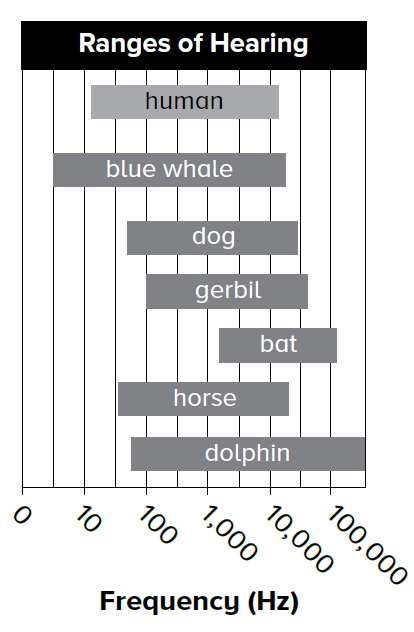 Ranges of Hearing
human
blue whale
dog
gerbil
bat
horse
dolphin
0 10 100 1,000 10,000 100,000
Frequency (Hz)